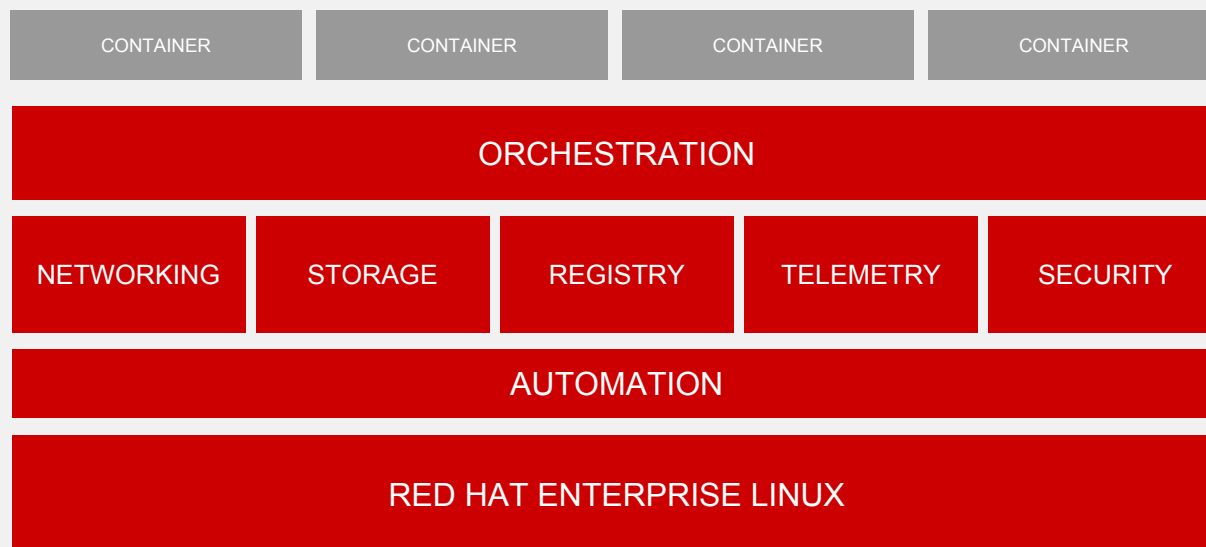 CONTAINER CONTAINER CONTAINER CONTAINER
ORCHESTRATION
NETWORKING STORAGE REGISTRY TELEMETRY SECURITY
AUTOMATION
RED HAT ENTERPRISE LINUX